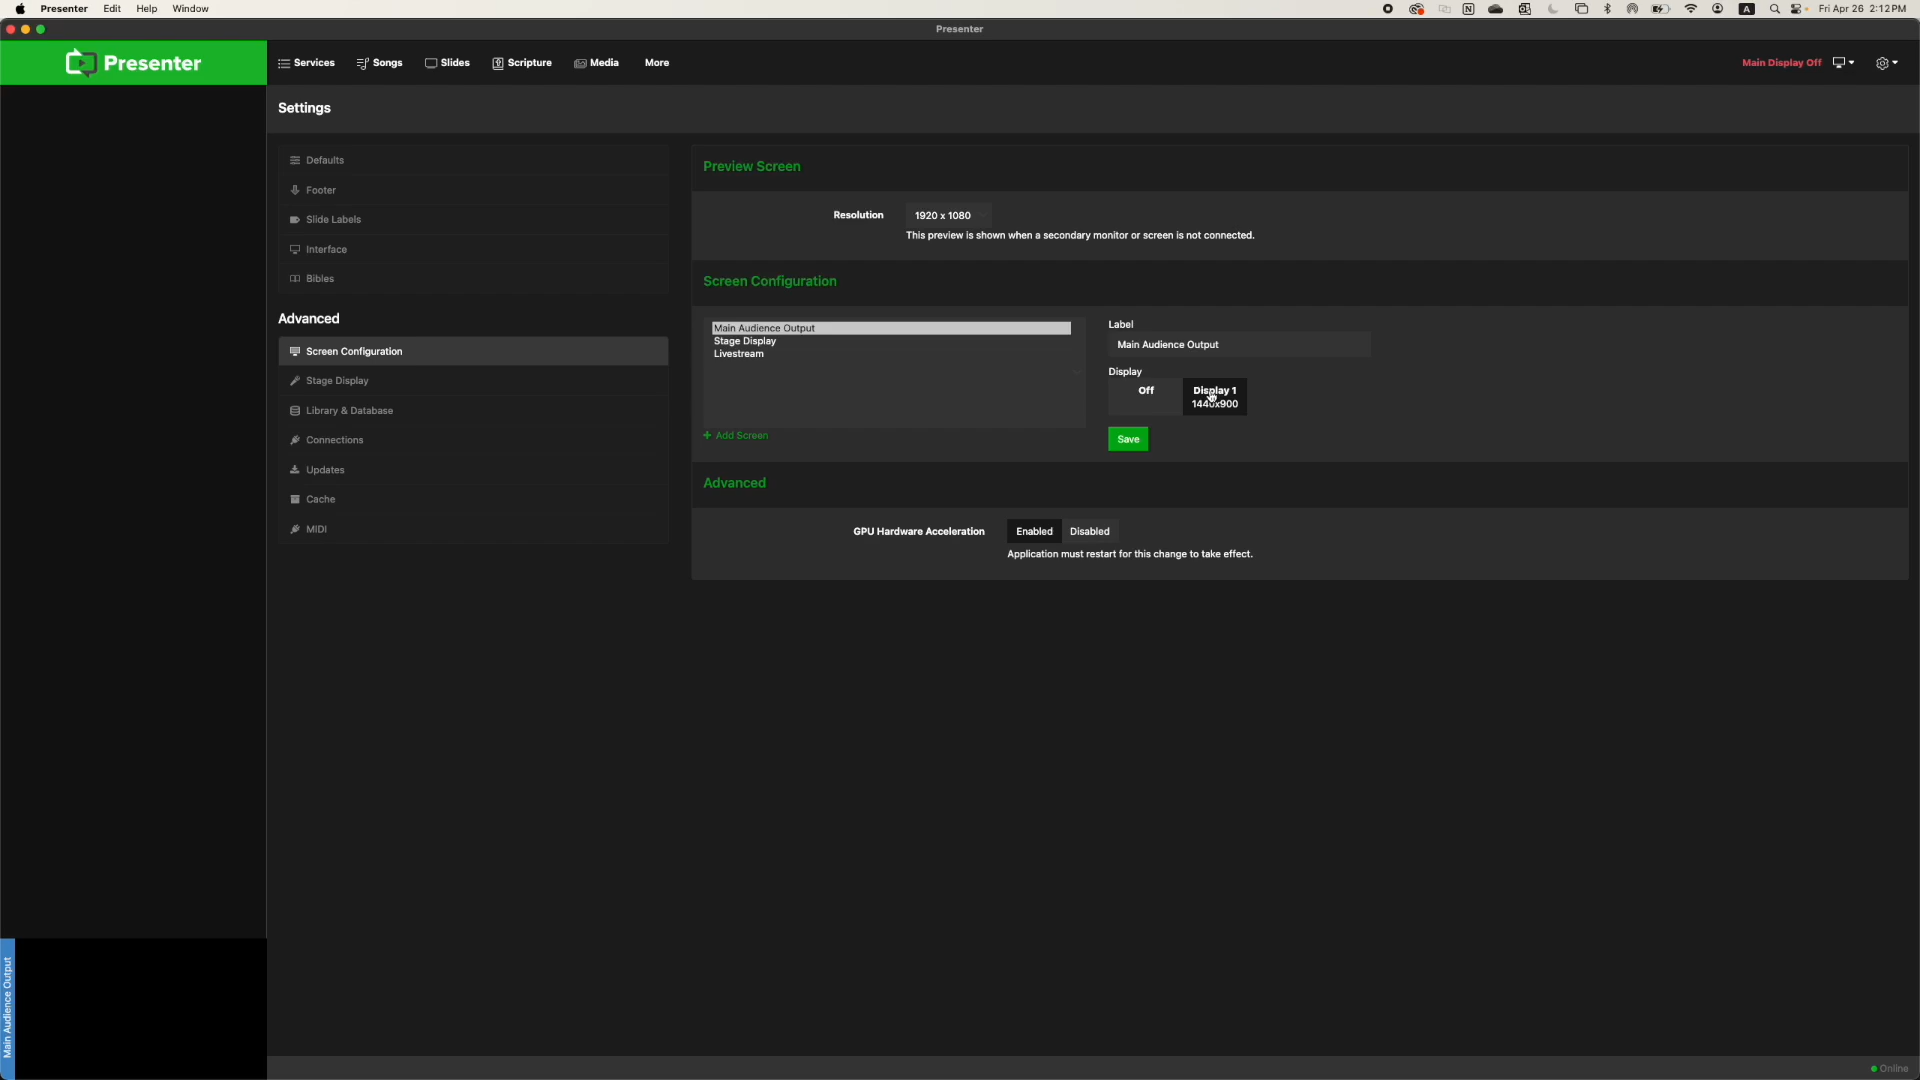 Presenter Edit Help Window
A Fri Apr 26 2:12PM
Presenter
Presenter
Services Songs Slides Scripture Media More
Main Display Off
Settings
Defaults
Footer
Slide Labels
Interface
Bibles
Advanced
Screen Configuration
Stage Display
Library & Database
Connections
Updates
Cache
MIDI
Preview Screen
Resolution 1920 x 1080
This preview is shown when a secondary monitor or screen is not connected.
Screen Configuration
Main Audience Output
Stage Display
Livestream
+ Add Screen
Label
Main Audience Output
Display
Off Display 1
1440x900
Save
Advanced
GPU Hardware Acceleration Enabled Disabled
Application must restart for this change to take effect.
Main Audience Output
Online